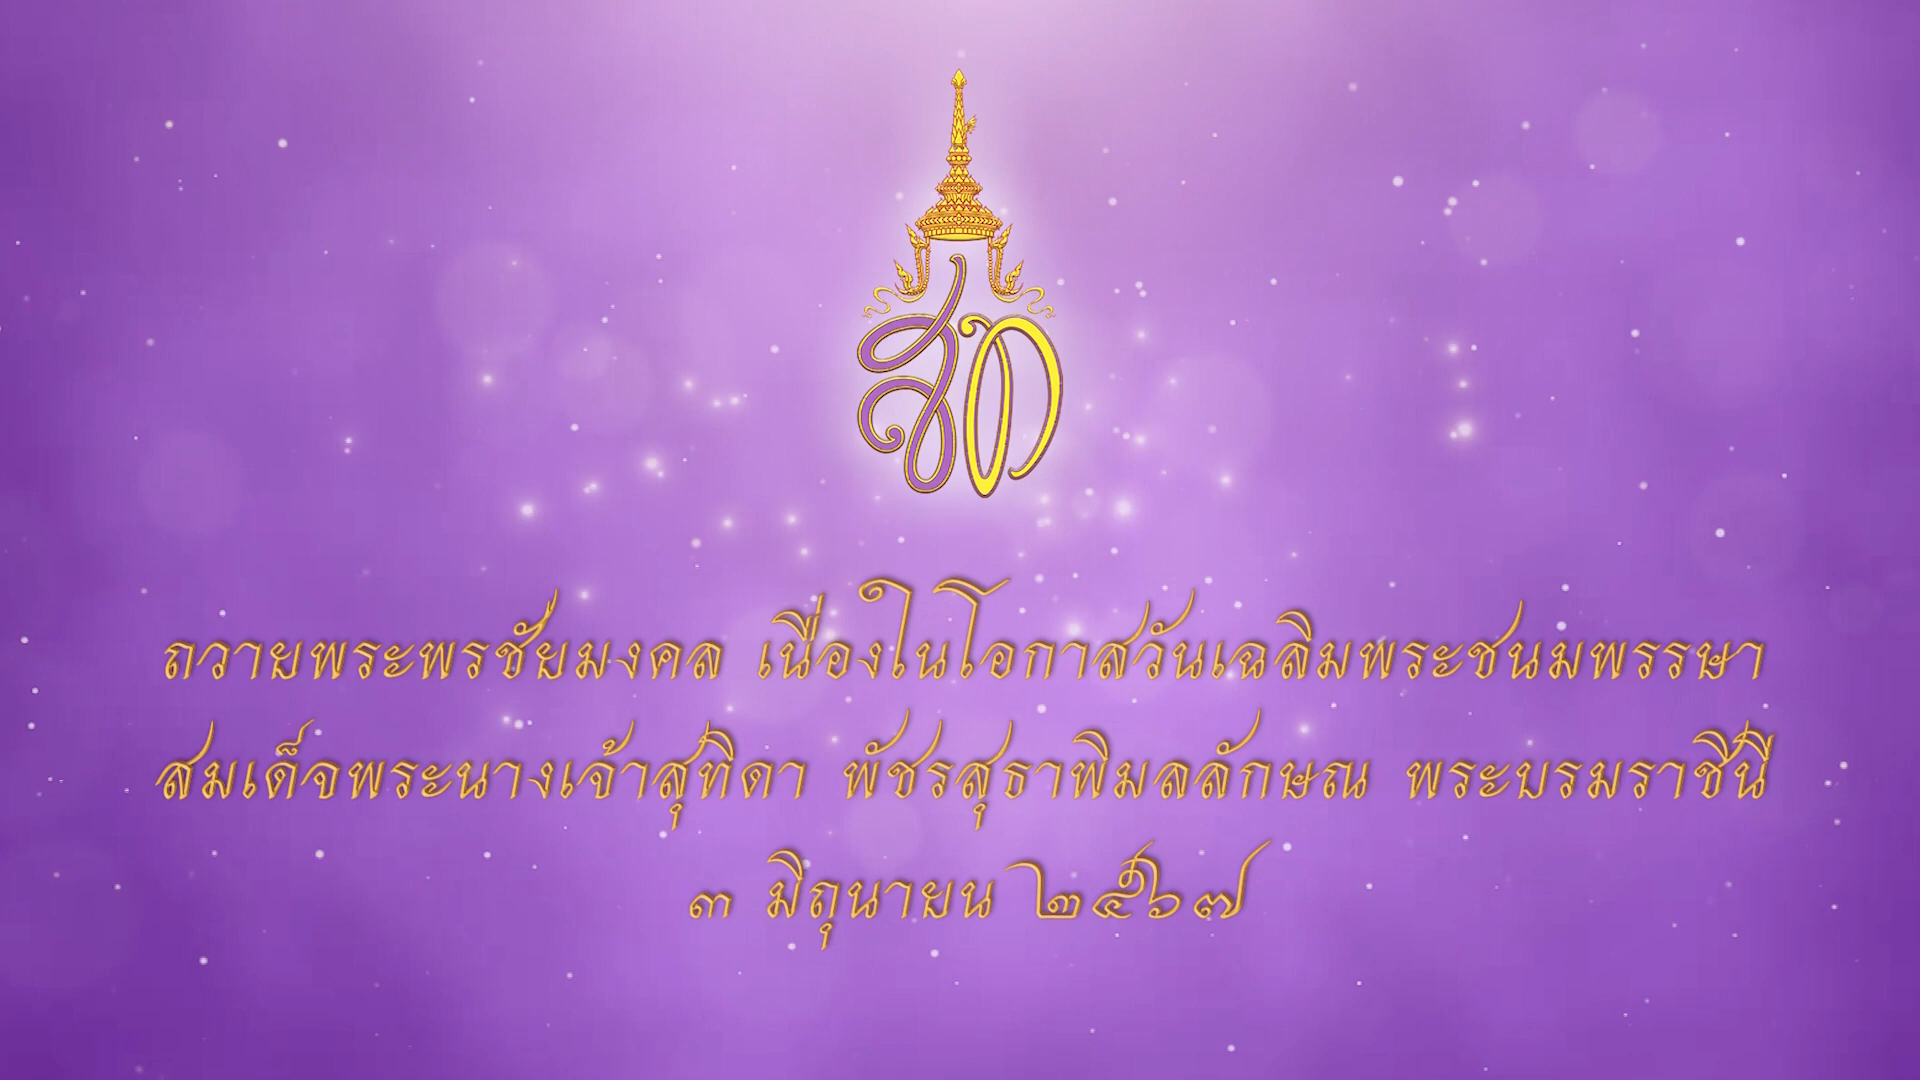 สท
ถวายพระพรชัยมงคล เนื่องในโอกาสวันเฉลิมพระชนมพรรษา
สมเด็จพระนางเจ้าสุทิดา พัชรสุธาพิมลลักษณ พระบรมราชินี
๓ มิถุนายน ๒๕๖๗